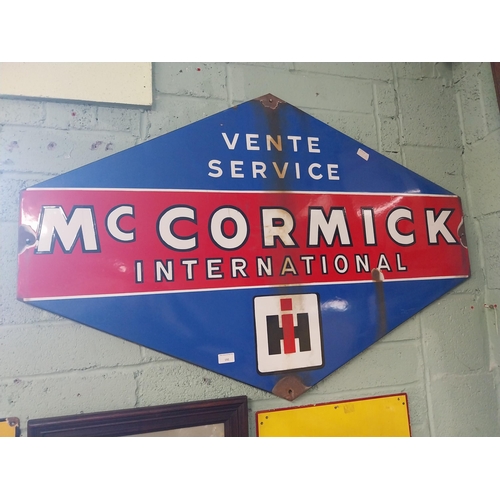 VENTE
SERVICE
McCORMICK
INTERNATIONAL
IH